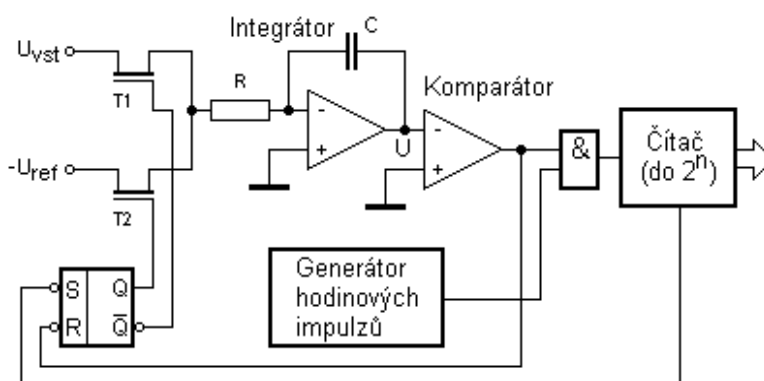 Integrátor
C
Uvst
T1
R
-
+
U
Komparátor
-
+
&
Čítač
(do 2ⁿ)
-Uref
T2
S Q
R Q̅
Generátor
hodinových
impulzů